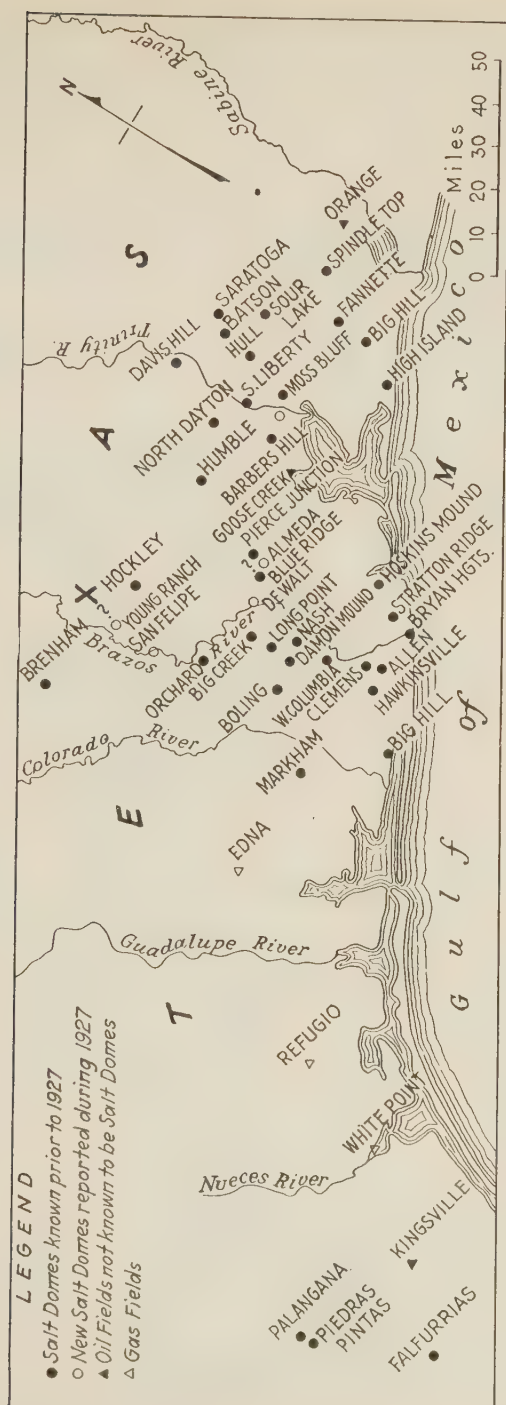 LEGEND
● Salt Domes known prior to 1927
○ New Salt Domes reported during 1927
▲ Oil Fields not known to be Salt Domes
△ Gas Fields
T E X A S
Gulf of Mexico
N
Miles
0 10 20 30 40 50
Sabine River
Trinity R.
Brazos River
Colorado River
Guadalupe River
Nueces River
ORANGE
SPINDLE TOP
FANNETTE
BIG HILL
HIGH ISLAND
SARATOGA
BATSON
SOUR
LAKE
HULL
DAVIS HILL
S. LIBERTY
MOSS BLUFF
NORTH DAYTON
HUMBLE
BARBERS HILL
GOOSE CREEK
PIERCE JUNCTION
?
ALMEDA
BLUE RIDGE
DE WALT
HOCKLEY
?
YOUNG RANCH
SAN FELIPE
BRENHAM
ORCHARD
BIG CREEK
LONG POINT
NASH
DAMON MOUND
BOLING
W. COLUMBIA
CLEMENS
HOSKINS MOUND
STRATTON RIDGE
BRYAN HGTS.
ALLEN
HAWKINSVILLE
MARKHAM
BIG HILL
EDNA
REFUGIO
WHITE POINT
KINGSVILLE
PALANGANA
PIEDRAS
PINTAS
FALFURRIAS